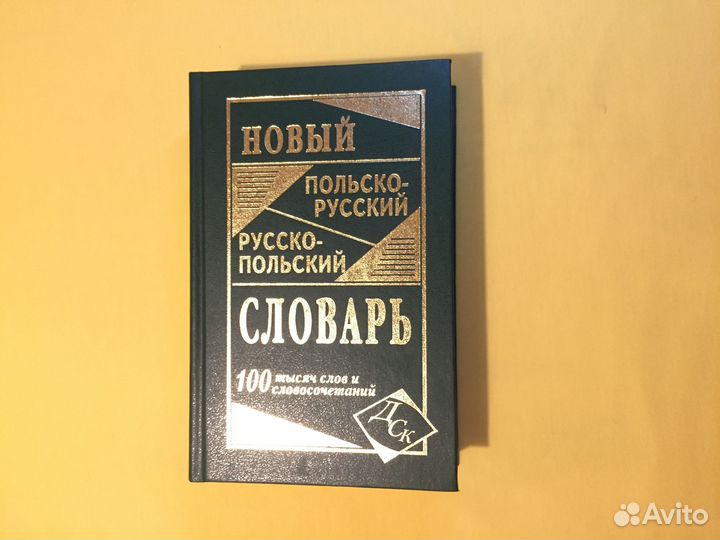 НОВЫЙ
ПОЛЬСКО-
РУССКИЙ
РУССКО-
ПОЛЬСКИЙ
СЛОВАРЬ
100 тысяч слов и
словосочетаний
ДСК
Avito